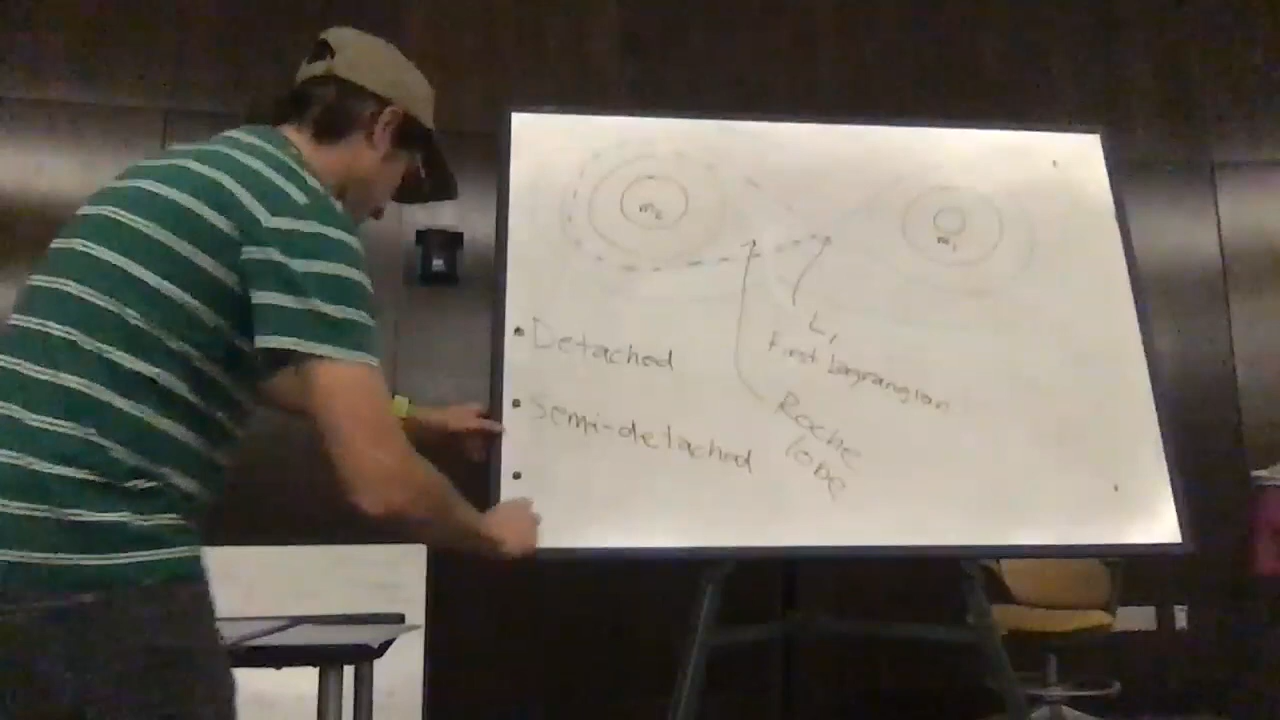 m₂
m₁
L₁
First Lagrangian
Roche
lobe
• Detached
• Semi-detached
•